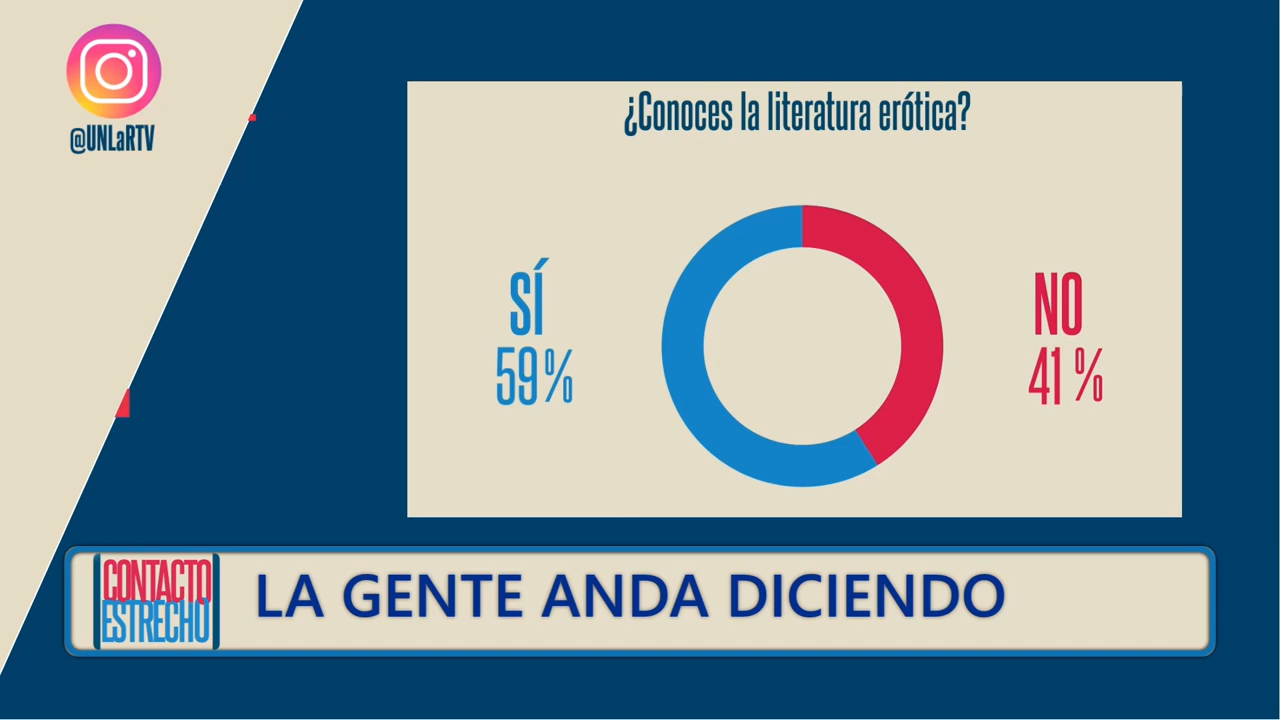 @UNLaRTV
¿Conoces la literatura erótica?
SÍ
59%
NO
41 %
CONTACTO
ESTRECHO
LA GENTE ANDA DICIENDO